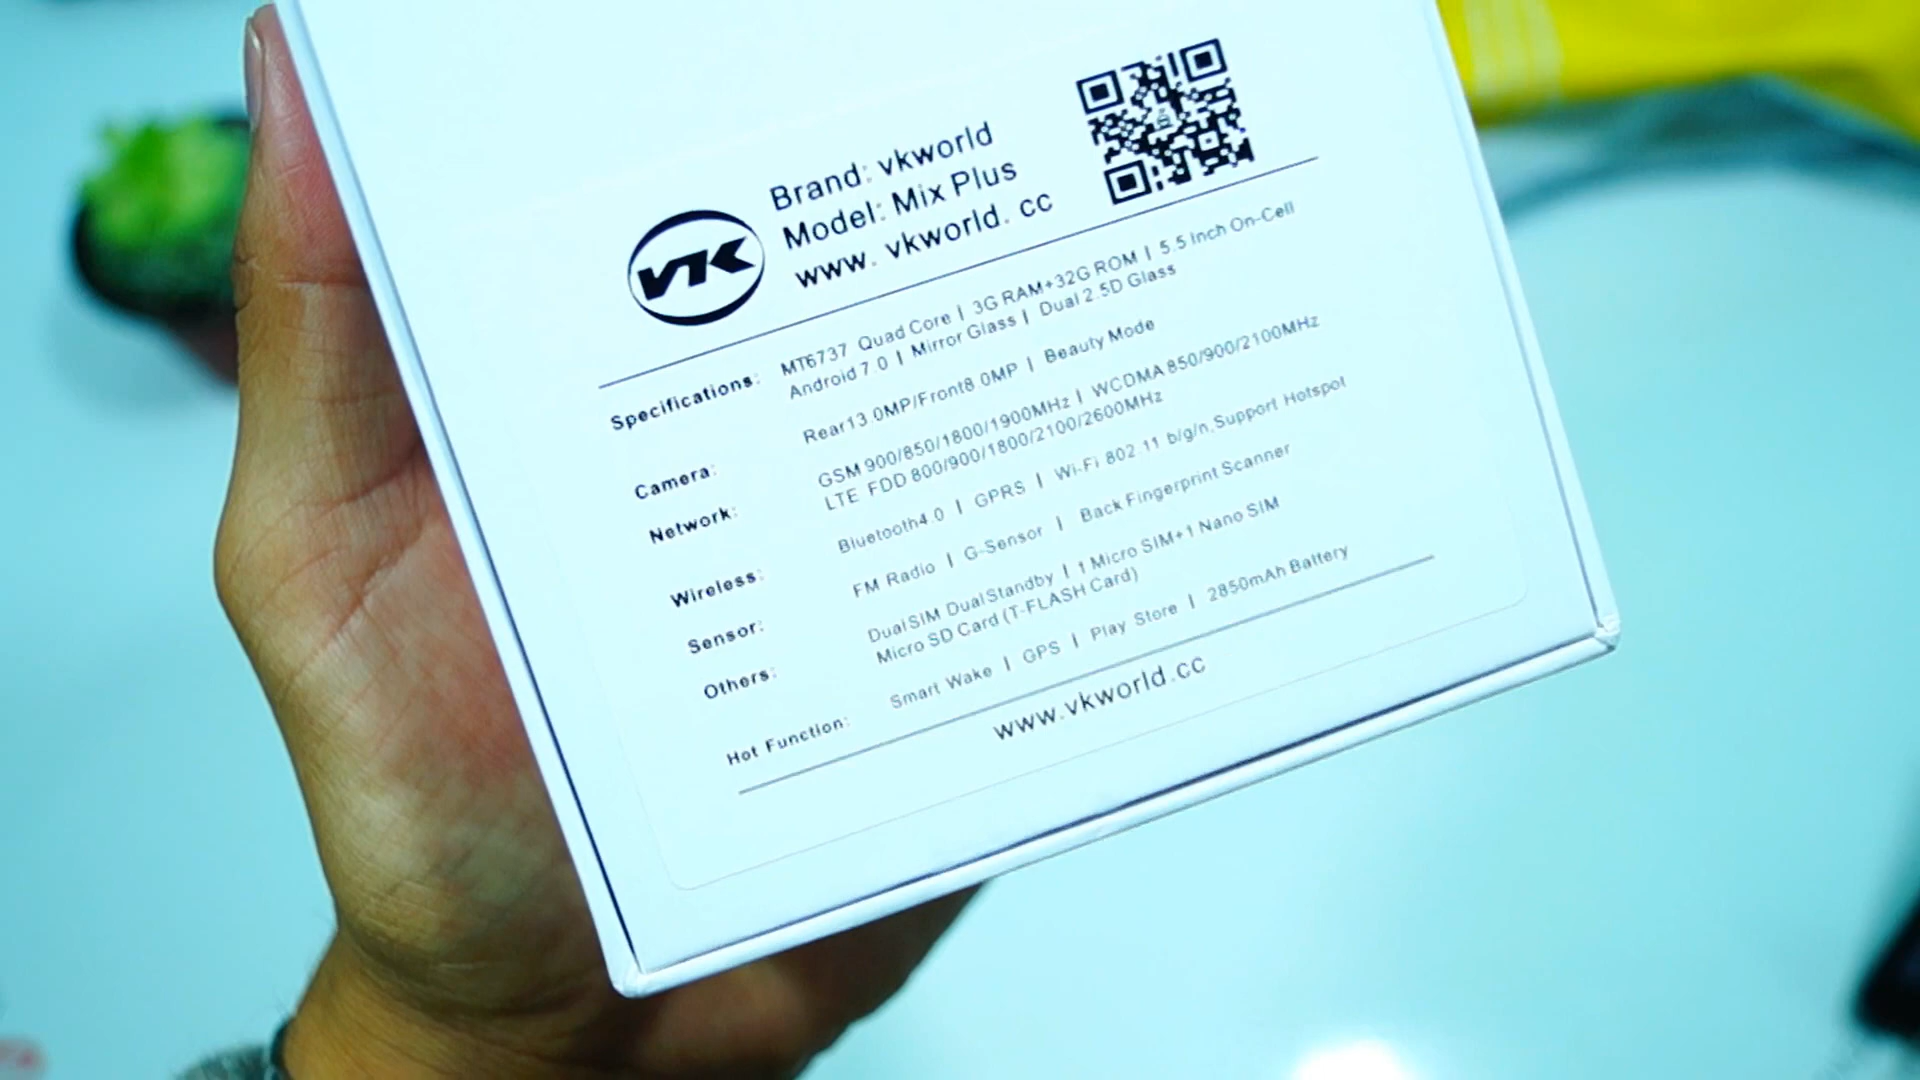 VK
Brand: vkworld
Model: Mix Plus
www. vkworld. cc
Specifications: MT6737 Quad Core | 3G RAM+32G ROM | 5.5 Inch On-Cell
Android 7.0 | Mirror Glass | Dual 2.5D Glass
Camera: Rear13.0MP/Front8.0MP | Beauty Mode
Network: GSM 900/850/1800/1900MHz | WCDMA 850/900/2100MHz
LTE FDD 800/900/1800/2100/2600MHz
Wireless: Bluetooth4.0 | GPRS | Wi-Fi 802.11 b/g/n,Support Hotspot
Sensor: FM Radio | G-Sensor | Back Fingerprint Scanner
Others: DualSIM DualStandby | 1 Micro SIM+1 Nano SIM
Micro SD Card (T-FLASH Card)
Hot Function: Smart Wake | GPS | Play Store | 2850mAh Battery
www.vkworld.cc